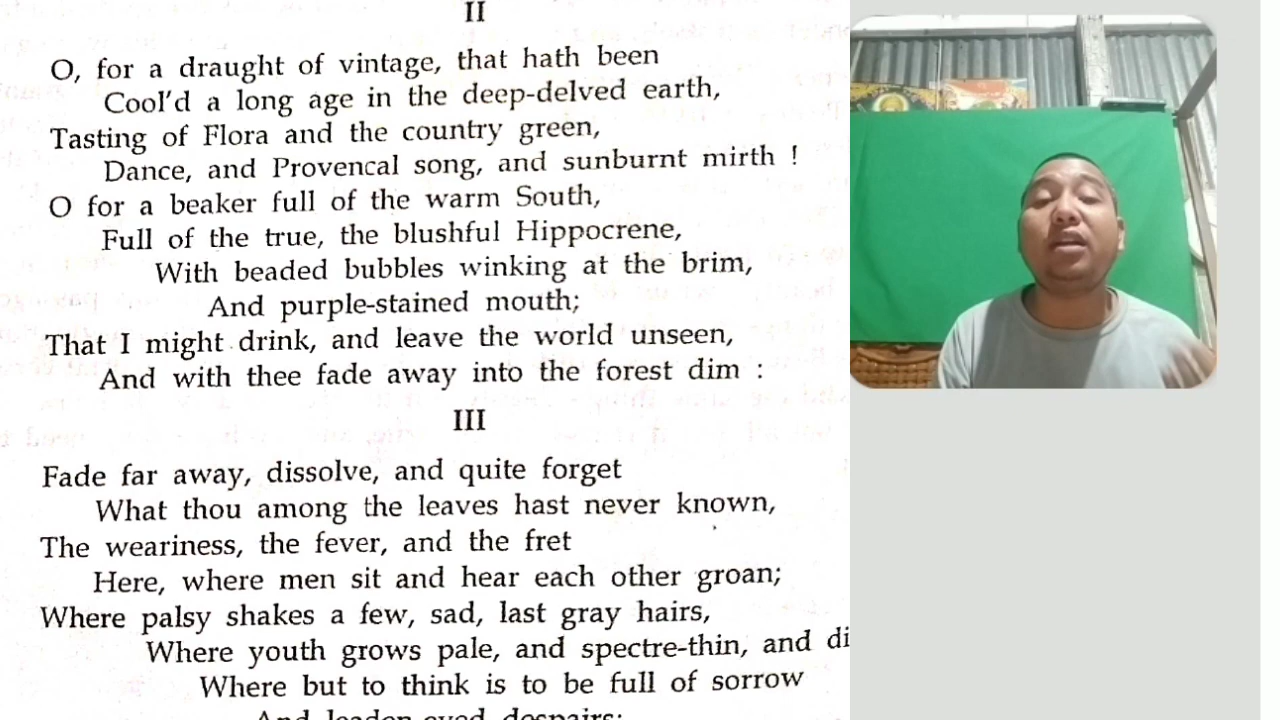 II
O, for a draught of vintage, that hath been
Cool'd a long age in the deep-delved earth,
Tasting of Flora and the country green,
Dance, and Provencal song, and sunburnt mirth !
O for a beaker full of the warm South,
Full of the true, the blushful Hippocrene,
With beaded bubbles winking at the brim,
And purple-stained mouth;
That I might drink, and leave the world unseen,
And with thee fade away into the forest dim :
III
Fade far away, dissolve, and quite forget
What thou among the leaves hast never known,
The weariness, the fever, and the fret
Here, where men sit and hear each other groan;
Where palsy shakes a few, sad, last gray hairs,
Where youth grows pale, and spectre-thin, and di
Where but to think is to be full of sorrow
And leaden-eyed despairs;